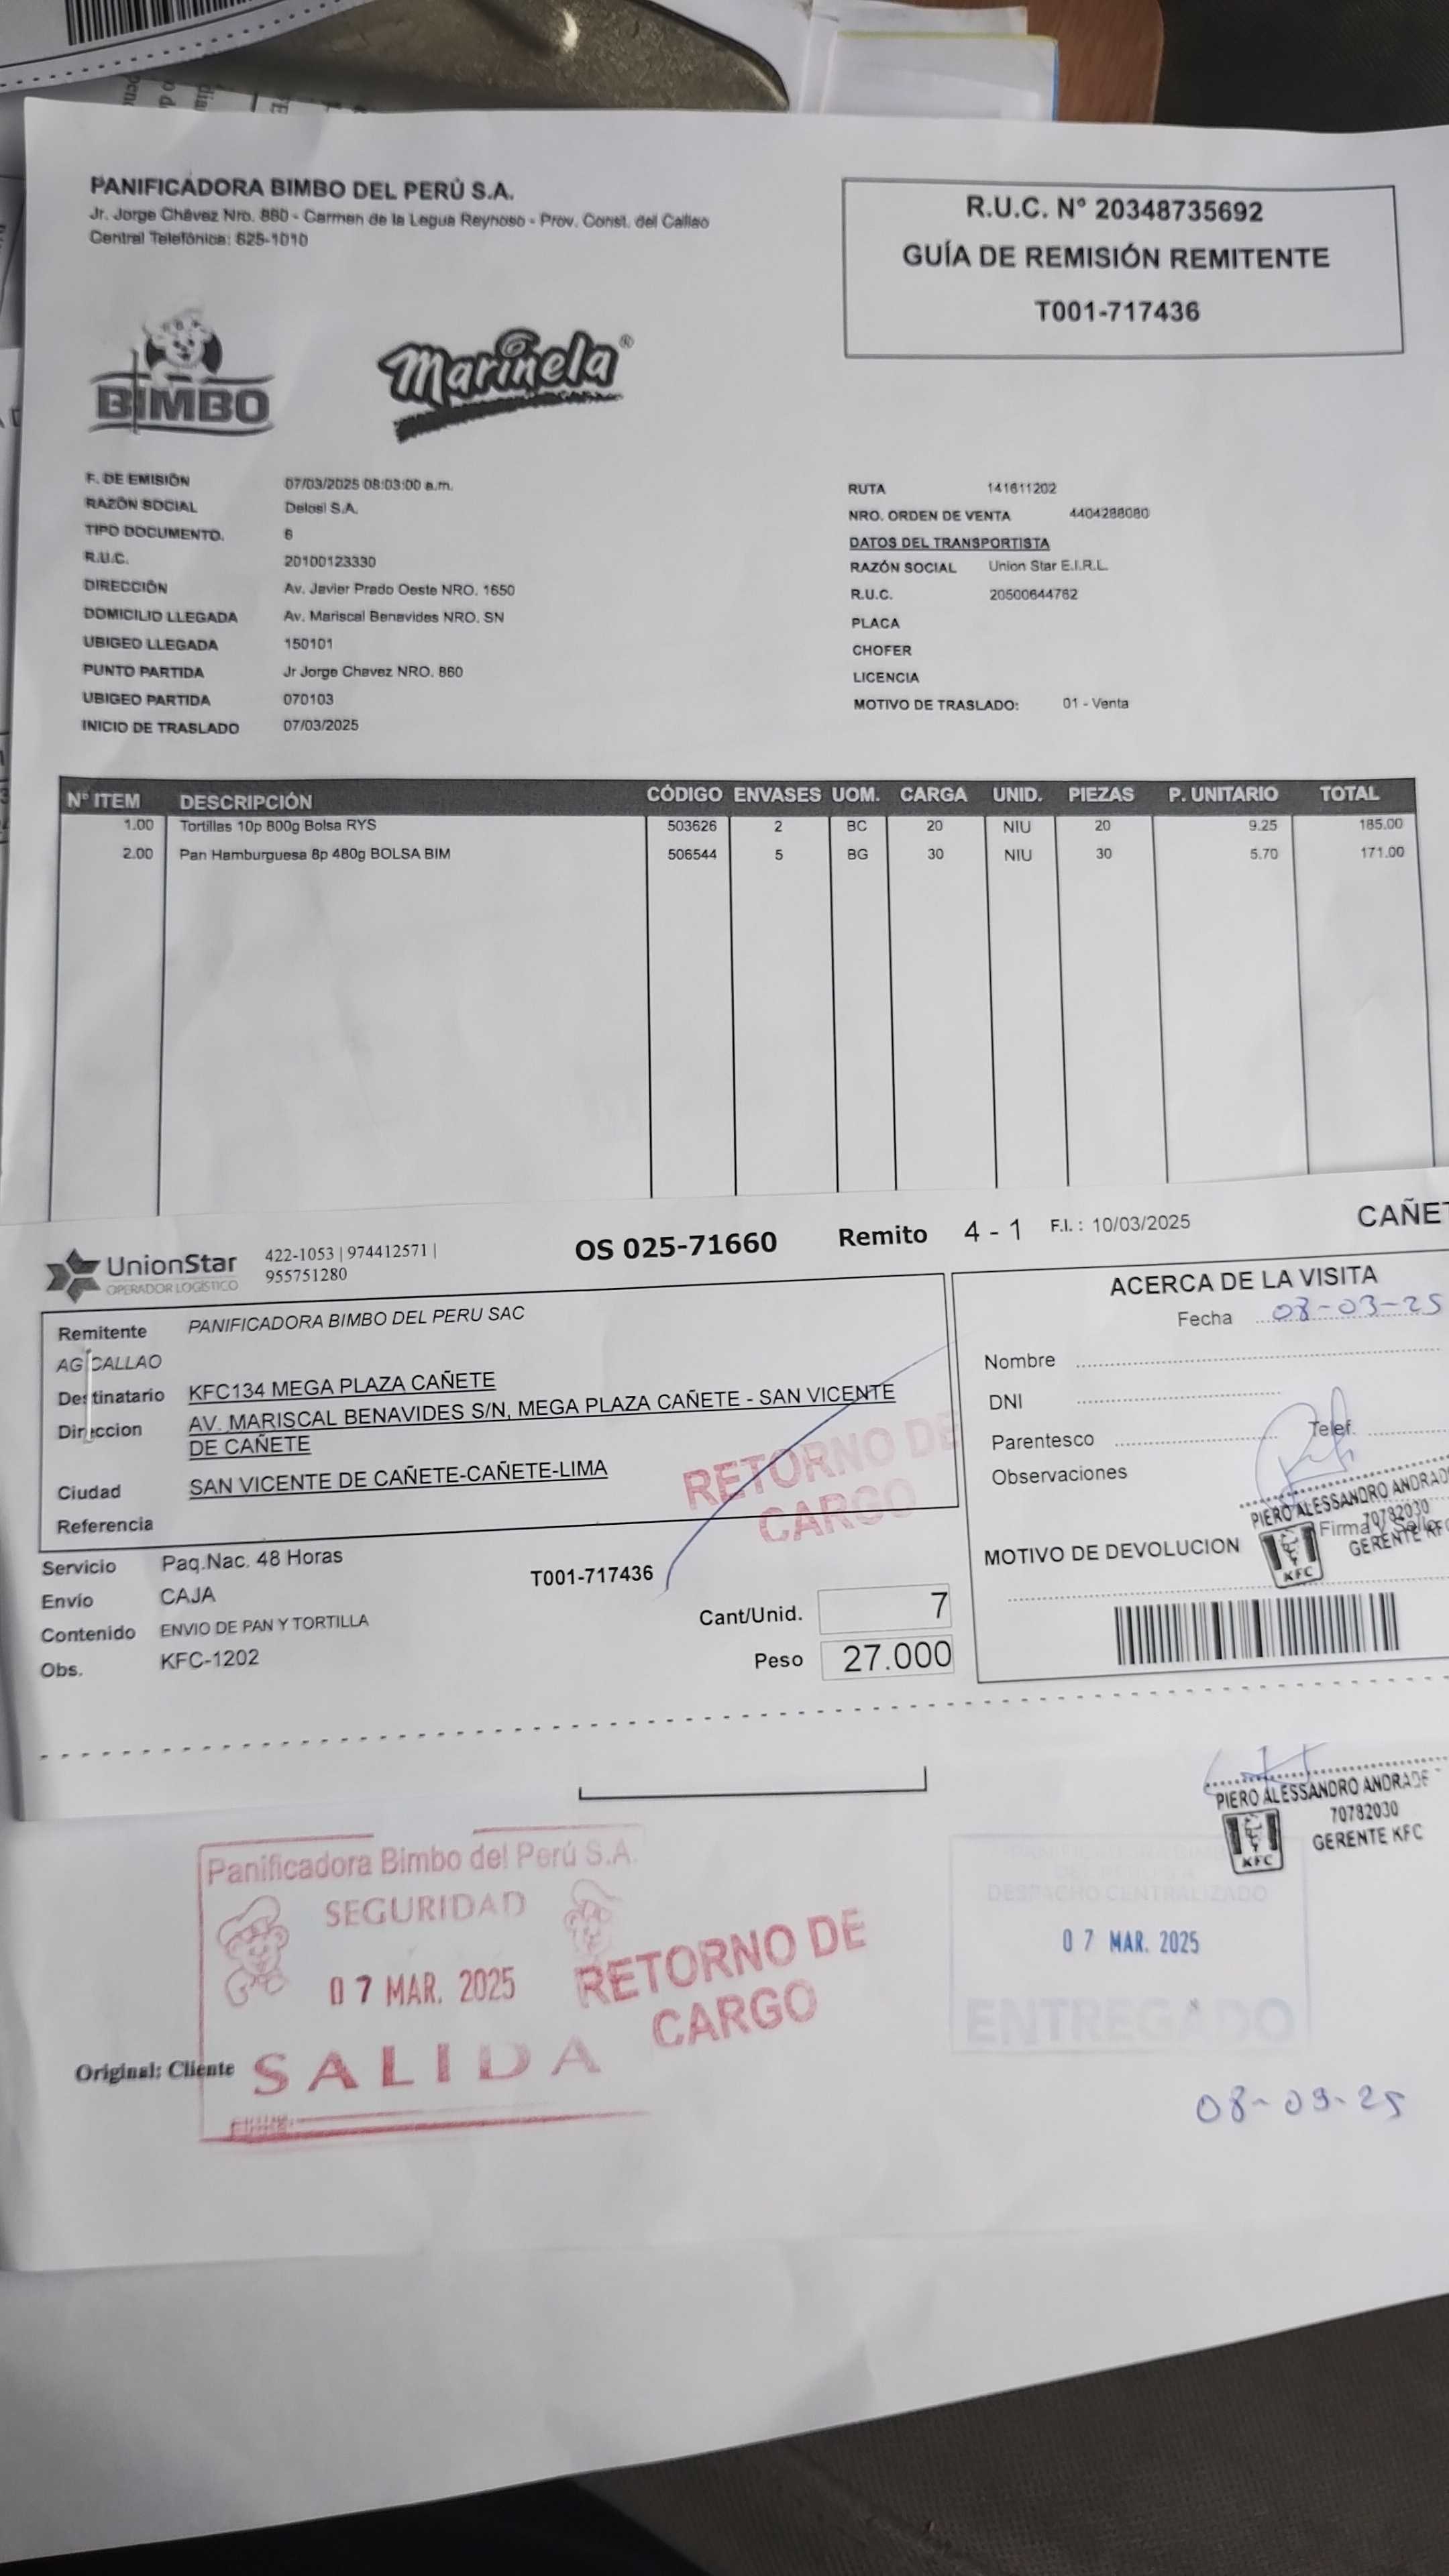 PANIFICADORA BIMBO DEL PERÚ S.A.
Jr. Jorge Chávez Nro. 860 - Carmen de la Legua Reynoso - Prov. Const. del Callao
Central Telefónica: 625-1010
R.U.C. N° 20348735692
GUÍA DE REMISIÓN REMITENTE
T001-717436
BIMBO
Marinela®
F. DE EMISIÓN 07/03/2025 08:03:00 a.m.
RAZÓN SOCIAL Delosi S.A.
TIPO DOCUMENTO. 6
R.U.C. 20100123330
DIRECCIÓN Av. Javier Prado Oeste NRO. 1650
DOMICILIO LLEGADA Av. Mariscal Benavides NRO. SN
UBIGEO LLEGADA 150101
PUNTO PARTIDA Jr Jorge Chavez NRO. 860
UBIGEO PARTIDA 070103
INICIO DE TRASLADO 07/03/2025
RUTA 141611202
NRO. ORDEN DE VENTA 4404288080
DATOS DEL TRANSPORTISTA
RAZÓN SOCIAL Union Star E.I.R.L.
R.U.C. 20500644762
PLACA
CHOFER
LICENCIA
MOTIVO DE TRASLADO: 01 - Venta
N° ITEM DESCRIPCIÓN CÓDIGO ENVASES UOM. CARGA UNID. PIEZAS P. UNITARIO TOTAL
1.00 Tortillas 10p 800g Bolsa RYS 503626 2 BC 20 NIU 20 9.25 185.00
2.00 Pan Hamburguesa 8p 480g BOLSA BIM 506544 5 BG 30 NIU 30 5.70 171.00
UnionStar
OPERADOR LOGÍSTICO
422-1053 | 974412571 |
955751280
OS 025-71660 Remito 4 - 1 F.I. : 10/03/2025 CAÑET
Remitente PANIFICADORA BIMBO DEL PERU SAC
AG CALLAO
Destinatario KFC134 MEGA PLAZA CAÑETE
Direccion AV. MARISCAL BENAVIDES S/N, MEGA PLAZA CAÑETE - SAN VICENTE
DE CAÑETE
Ciudad SAN VICENTE DE CAÑETE-CAÑETE-LIMA
Referencia
RETORNO DE
CARGO
Servicio Paq.Nac. 48 Horas
Envío CAJA
Contenido ENVIO DE PAN Y TORTILLA
Obs. KFC-1202
T001-717436
Cant/Unid. 7
Peso 27.000
ACERCA DE LA VISITA
Fecha 08-03-25
Nombre
DNI
Parentesco Telef.
Observaciones
PIERO ALESSANDRO ANDRADE
70782030
GERENTE KFC
KFC
Firma y Sello
MOTIVO DE DEVOLUCION
PIERO ALESSANDRO ANDRADE
70782030
GERENTE KFC
KFC
Panificadora Bimbo del Perú S.A.
SEGURIDAD
07 MAR. 2025
SALIDA
RETORNO DE
CARGO
DESPACHO CENTRALIZADO
07 MAR. 2025
ENTREGADO
Original: Cliente
08-03-25